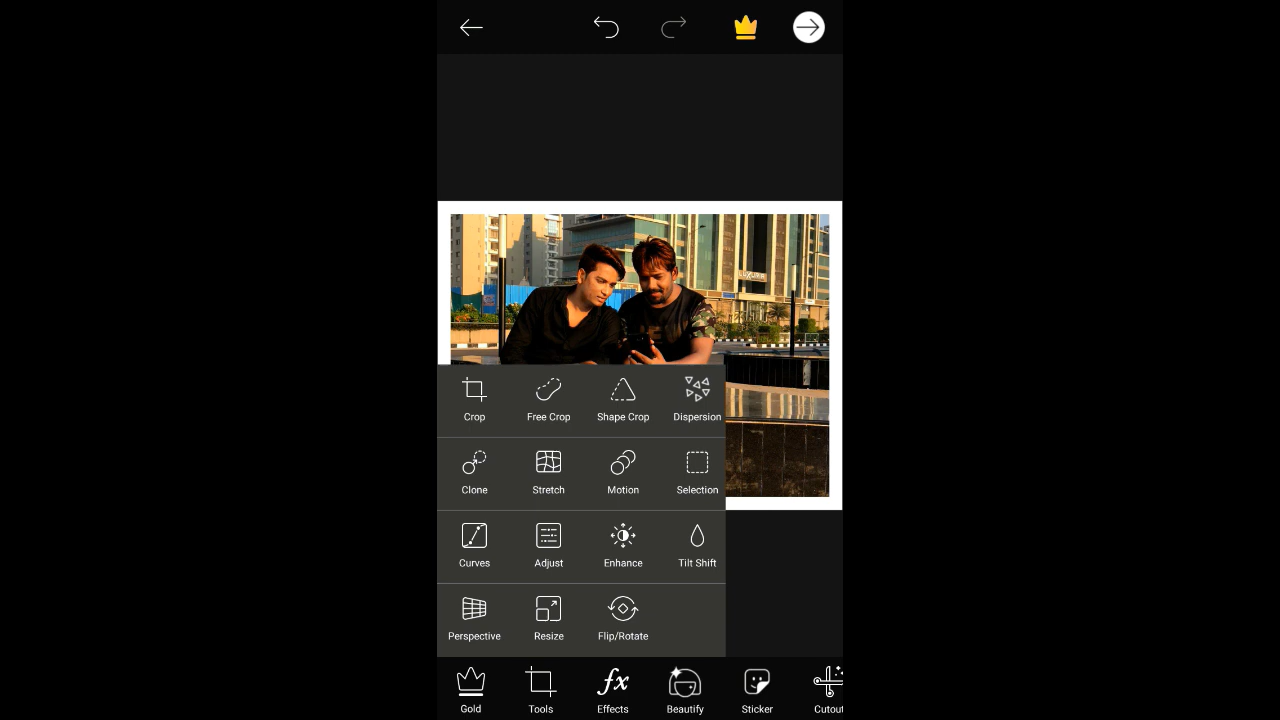 LUXURIA
Crop Free Crop Shape Crop Dispersion
Clone Stretch Motion Selection
Curves Adjust Enhance Tilt Shift
Perspective Resize Flip/Rotate
Gold Tools Effects Beautify Sticker Cutout